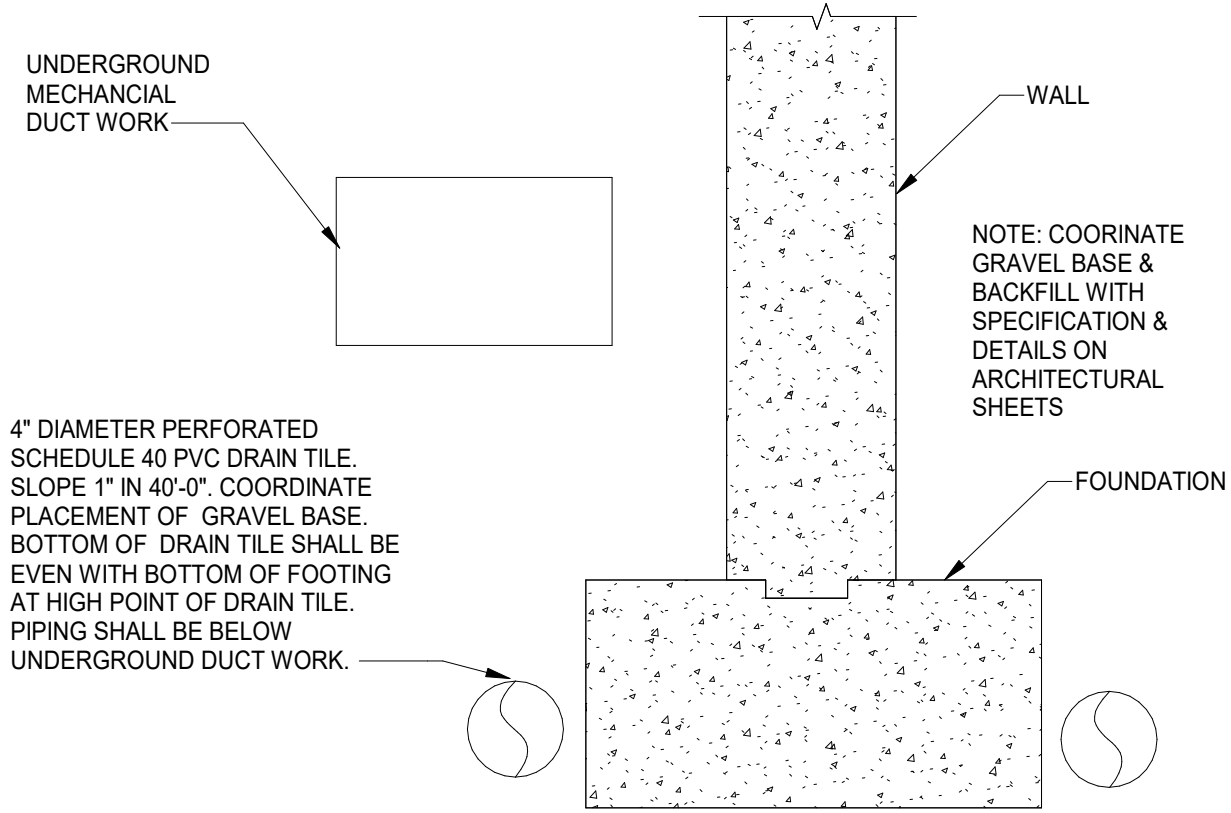 UNDERGROUND
MECHANCIAL
DUCT WORK
WALL
NOTE: COORINATE
GRAVEL BASE &
BACKFILL WITH
SPECIFICATION &
DETAILS ON
ARCHITECTURAL
SHEETS
4" DIAMETER PERFORATED
SCHEDULE 40 PVC DRAIN TILE.
SLOPE 1" IN 40'-0". COORDINATE
PLACEMENT OF GRAVEL BASE.
BOTTOM OF DRAIN TILE SHALL BE
EVEN WITH BOTTOM OF FOOTING
AT HIGH POINT OF DRAIN TILE.
PIPING SHALL BE BELOW
UNDERGROUND DUCT WORK.
FOUNDATION